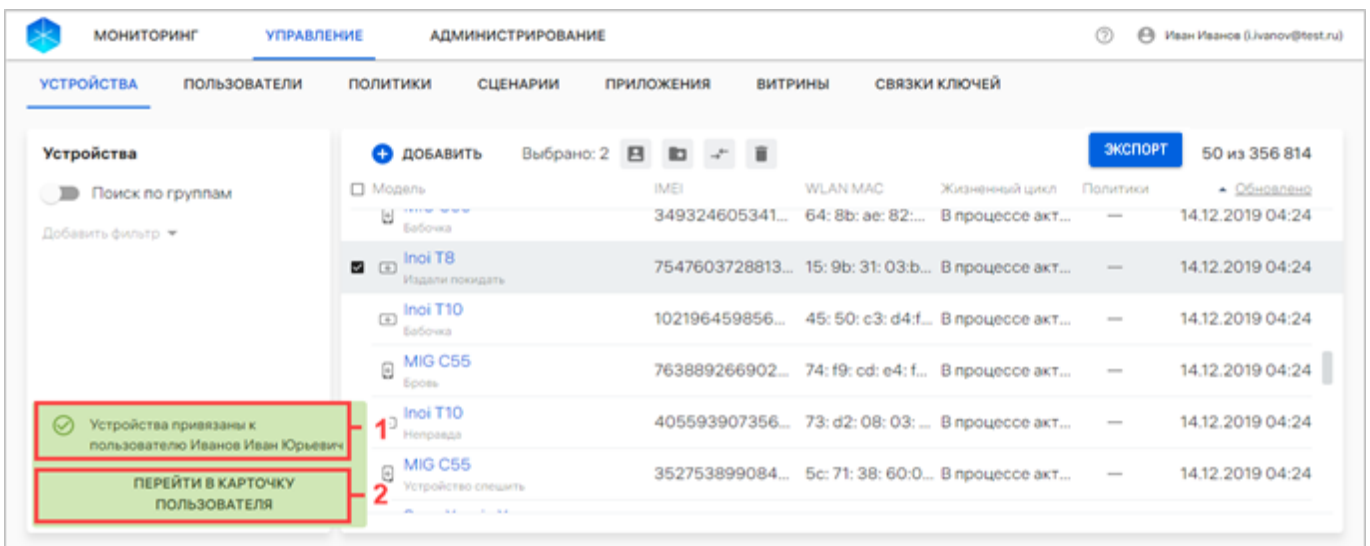 МОНИТОРИНГ УПРАВЛЕНИЕ АДМИНИСТРИРОВАНИЕ Иван Иванов (i.ivanov@test.ru)
УСТРОЙСТВА ПОЛЬЗОВАТЕЛИ ПОЛИТИКИ СЦЕНАРИИ ПРИЛОЖЕНИЯ ВИТРИНЫ СВЯЗКИ КЛЮЧЕЙ
Устройства
Поиск по группам
Добавить фильтр
ДОБАВИТЬ Выбрано: 2 ЭКСПОРТ 50 из 356 814
Модель IMEI WLAN MAC Жизненный цикл Политики Обновлено
349324605341... 64: 8b: ae: 82:... В процессе акт... — 14.12.2019 04:24
Бабочка
Inoi T8 7547603728813... 15: 9b: 31: 03:b... В процессе акт... — 14.12.2019 04:24
Издали покидать
Inoi T10 102196459856... 45: 50: c3: d4:f... В процессе акт... — 14.12.2019 04:24
Бабочка
MIG C55 763889266902... 74: f9: cd: e4: f... В процессе акт... — 14.12.2019 04:24
Бровь
Inoi T10 405593907356... 73: d2: 08: 03: ... В процессе акт... — 14.12.2019 04:24
Неправда
MIG C55 352753899084... 5c: 71: 38: 60:0... В процессе акт... — 14.12.2019 04:24
Устройство спешить
Устройства привязаны к
пользователю Иванов Иван Юрьевич
1
ПЕРЕЙТИ В КАРТОЧКУ
ПОЛЬЗОВАТЕЛЯ
2